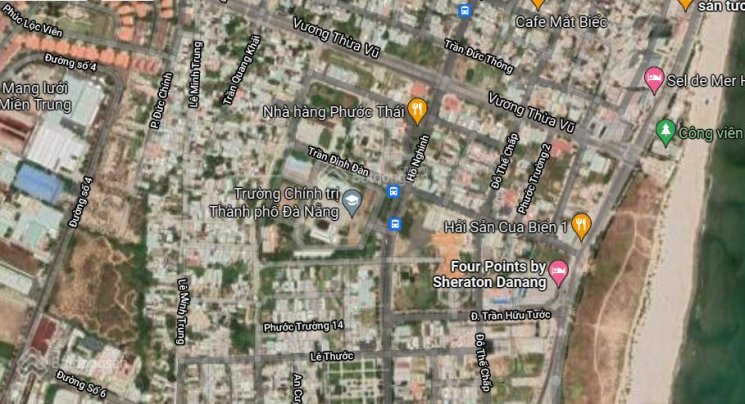 Phúc Lộc Viên
Đường số 4
Mạng lưới
Miền Trung
P. Đức Chính
Lê Minh Trung
Trần Quang Khải
Vương Thừa Vũ
Trần Đức Thông
Cafe Mắt Biếc
sản tươ
Sel de Mer H
Vương Thừa Vũ
Công viên
Nhà hàng Phước Thái
Hồ Nghinh
Đỗ Thế Chấp
Phước Trường 2
Trần Đình Đàn
Đường số 4
Trường Chính trị
Thành phố Đà Nẵng
Hải Sản Cua Biển 1
Four Points by
Sheraton Danang
Lê Minh Trung
Phước Trường 14
Đ. Trần Hữu Tước
Lê Thước
Đỗ Thế Chấp
An Cư
Đường Số 6